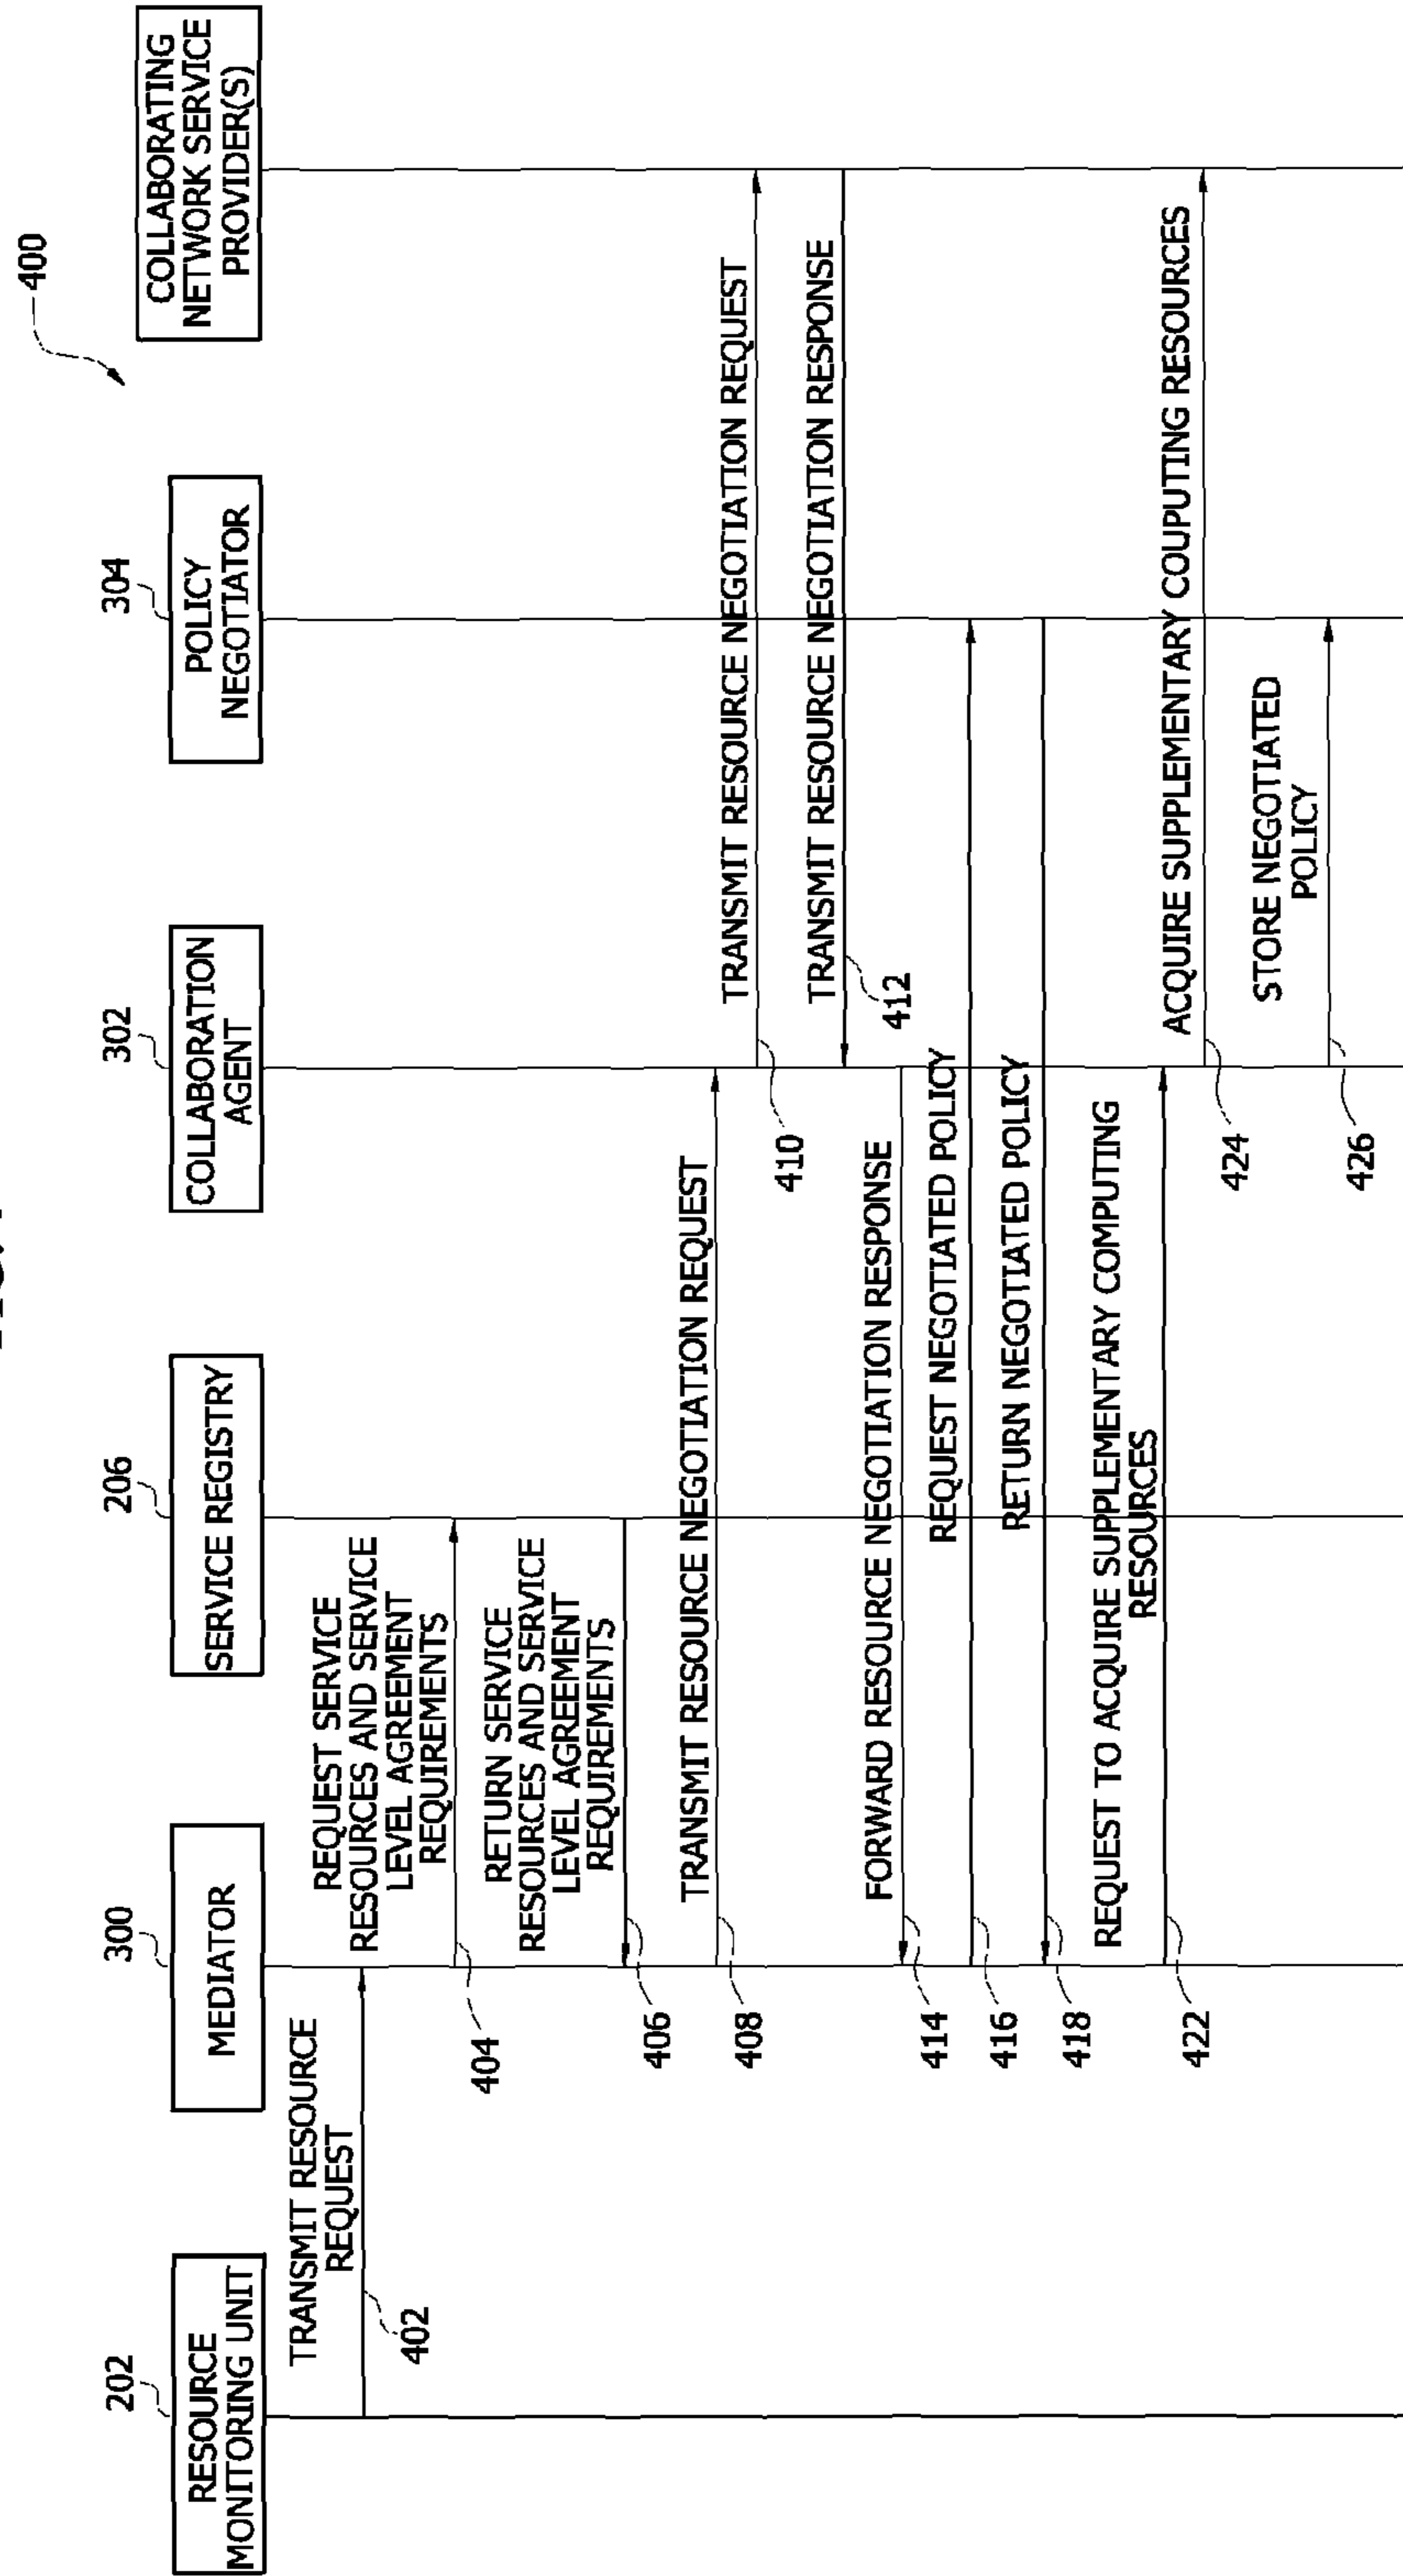 400
202
RESOURCE
MONITORING UNIT
300
MEDIATOR
206
SERVICE REGISTRY
302
COLLABORATION
AGENT
304
POLICY
NEGOTIATOR
COLLABORATING
NETWORK SERVICE
PROVIDER(S)
TRANSMIT RESOURCE
REQUEST
402
REQUEST SERVICE
RESOURCES AND SERVICE
LEVEL AGREEMENT
REQUIREMENTS
404
RETURN SERVICE
RESOURCES AND SERVICE
LEVEL AGREEMENT
REQUIREMENTS
406
TRANSMIT RESOURCE NEGOTIATION REQUEST
408
TRANSMIT RESOURCE NEGOTIATION REQUEST
410
TRANSMIT RESOURCE NEGOTIATION RESPONSE
412
FORWARD RESOURCE NEGOTIATION RESPONSE
414
REQUEST NEGOTIATED POLICY
416
RETURN NEGOTIATED POLICY
418
REQUEST TO ACQUIRE SUPPLEMENTARY COMPUTING
RESOURCES
422
ACQUIRE SUPPLEMENTARY COUPUTING RESOURCES
424
STORE NEGOTIATED
POLICY
426